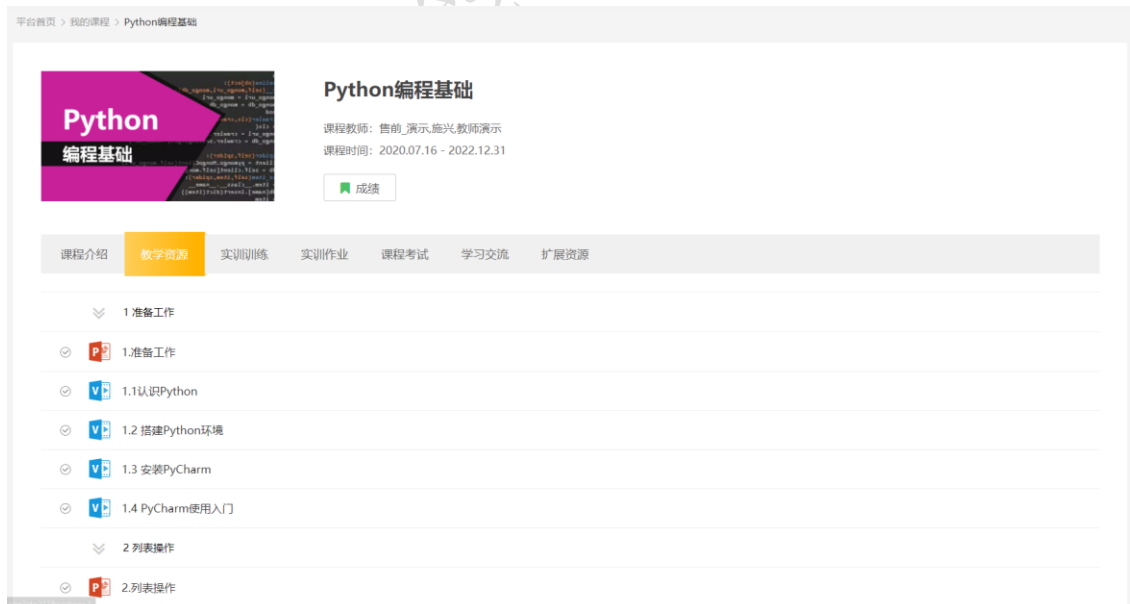 平台首页 > 我的课程 > Python编程基础
Python
编程基础
Python编程基础
课程教师：售前_演示,施兴,教师演示
课程时间：2020.07.16 - 2022.12.31
成绩
课程介绍 教学资源 实训训练 实训作业 课程考试 学习交流 扩展资源
1 准备工作
1.准备工作
1.1认识Python
1.2 搭建Python环境
1.3 安装PyCharm
1.4 PyCharm使用入门
2 列表操作
2.列表操作